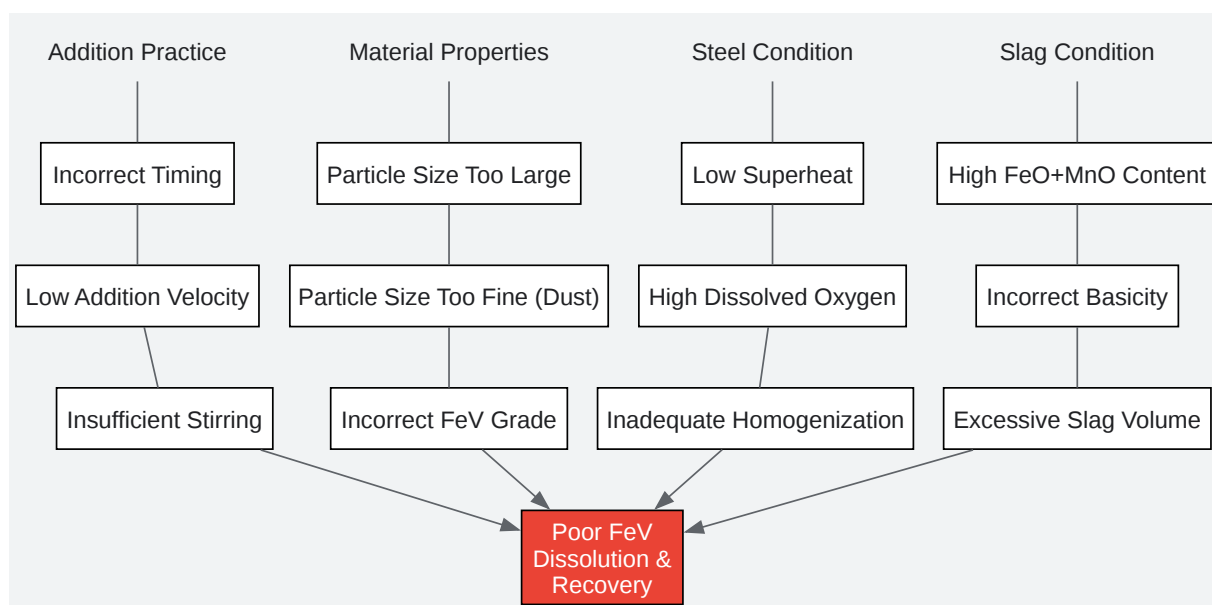 Addition Practice
Material Properties
Steel Condition
Slag Condition
Incorrect Timing
Particle Size Too Large
Low Superheat
High FeO+MnO Content
Low Addition Velocity
Particle Size Too Fine (Dust)
High Dissolved Oxygen
Incorrect Basicity
Insufficient Stirring
Incorrect FeV Grade
Inadequate Homogenization
Excessive Slag Volume
Poor FeV
Dissolution &
Recovery